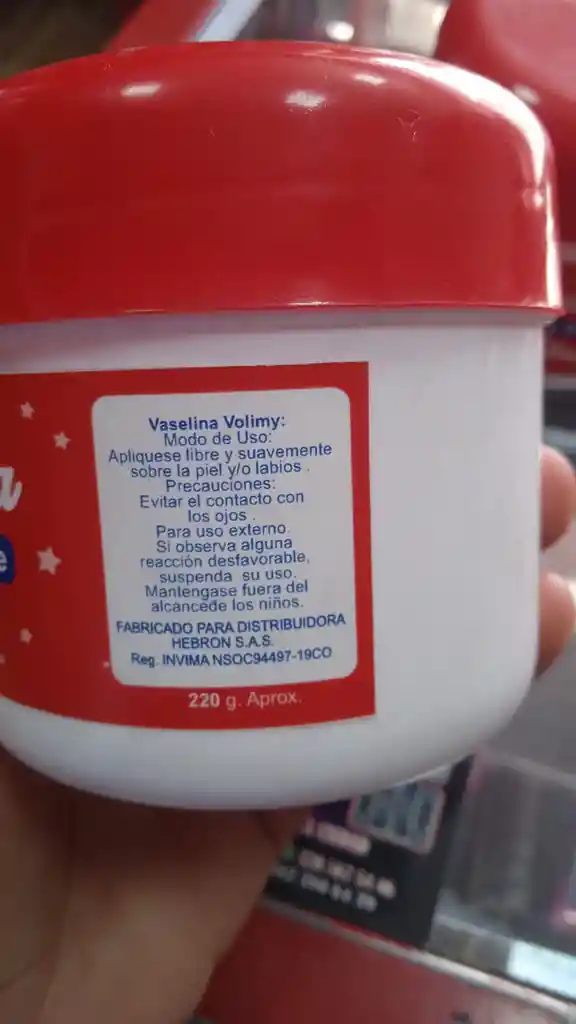 Vaselina Volimy:
Modo de Uso:
Apliquese libre y suavemente
sobre la piel y/o labios .
Precauciones:
Evitar el contacto con
los ojos .
Para uso externo.
Si observa alguna
reacción desfavorable,
suspenda su uso.
Mantengase fuera del
alcancede los niños.
FABRICADO PARA DISTRIBUIDORA
HEBRON S.A.S.
Reg. INVIMA NSOC94497-19CO
220 g. Aprox.